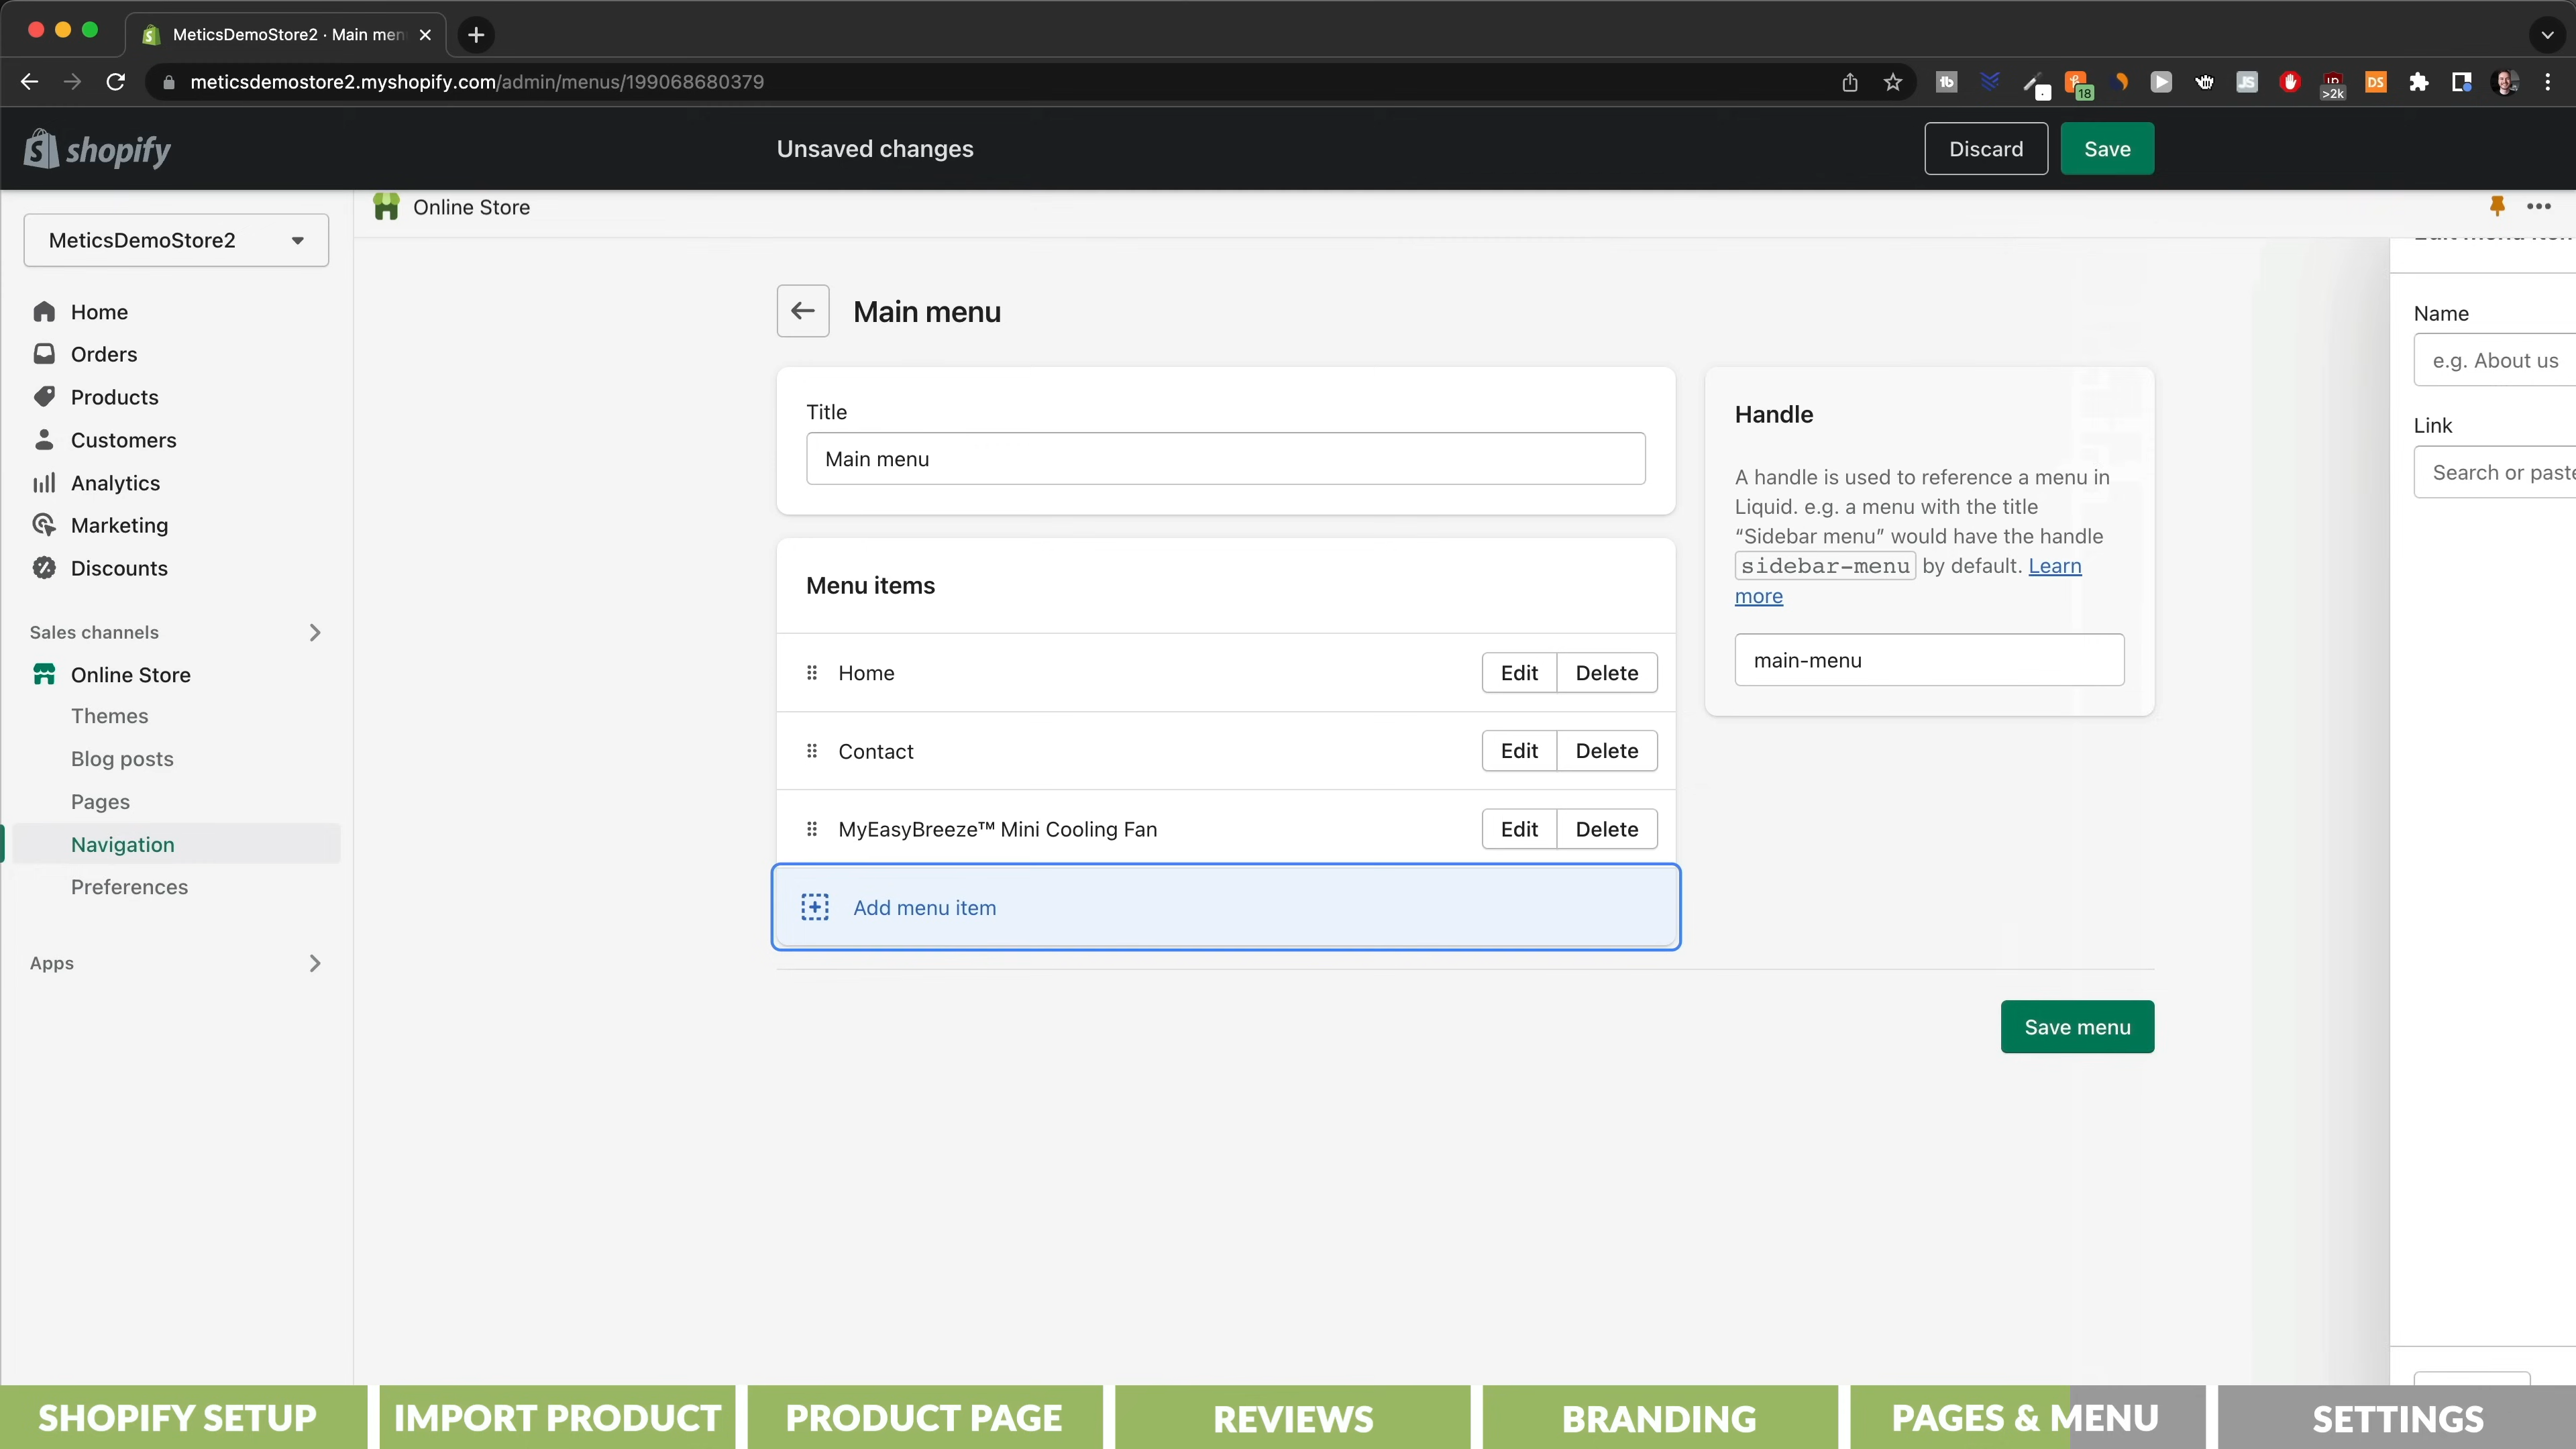 MeticsDemoStore2 · Main men
meticsdemostore2.myshopify.com/admin/menus/199068680379
18
>2k
DS
JS
shopify
Unsaved changes
Discard
Save
Online Store
MeticsDemoStore2
Home
Orders
Products
Customers
Analytics
Marketing
Discounts
Sales channels
Online Store
Themes
Blog posts
Pages
Navigation
Preferences
Apps
Main menu
Title
Main menu
Menu items
Home
Edit
Delete
Contact
Edit
Delete
MyEasyBreeze™ Mini Cooling Fan
Edit
Delete
Add menu item
Handle
A handle is used to reference a menu in
Liquid. e.g. a menu with the title
“Sidebar menu” would have the handle
sidebar-menu by default. Learn
more
main-menu
Save menu
Name
e.g. About us
Link
Search or paste
SHOPIFY SETUP
IMPORT PRODUCT
PRODUCT PAGE
REVIEWS
BRANDING
PAGES & MENU
SETTINGS